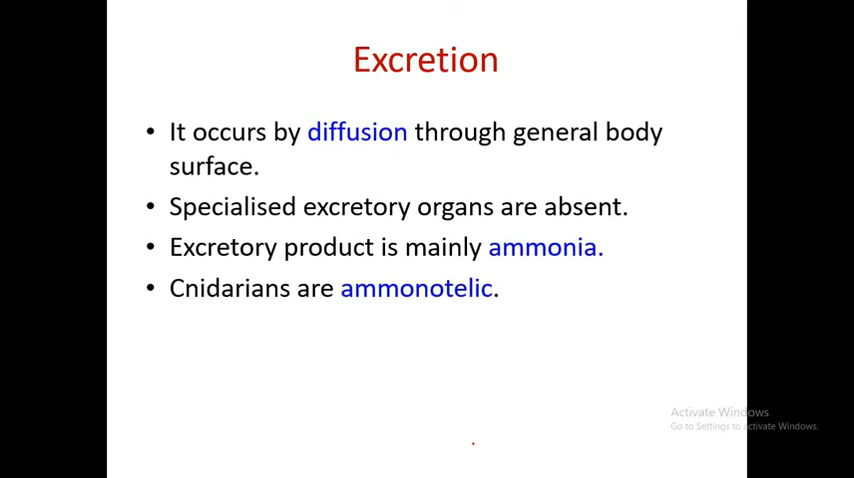 Excretion
• It occurs by diffusion through general body
surface.
• Specialised excretory organs are absent.
• Excretory product is mainly ammonia.
• Cnidarians are ammonotelic.
Activate Windows
Go to Settings to activate Windows.